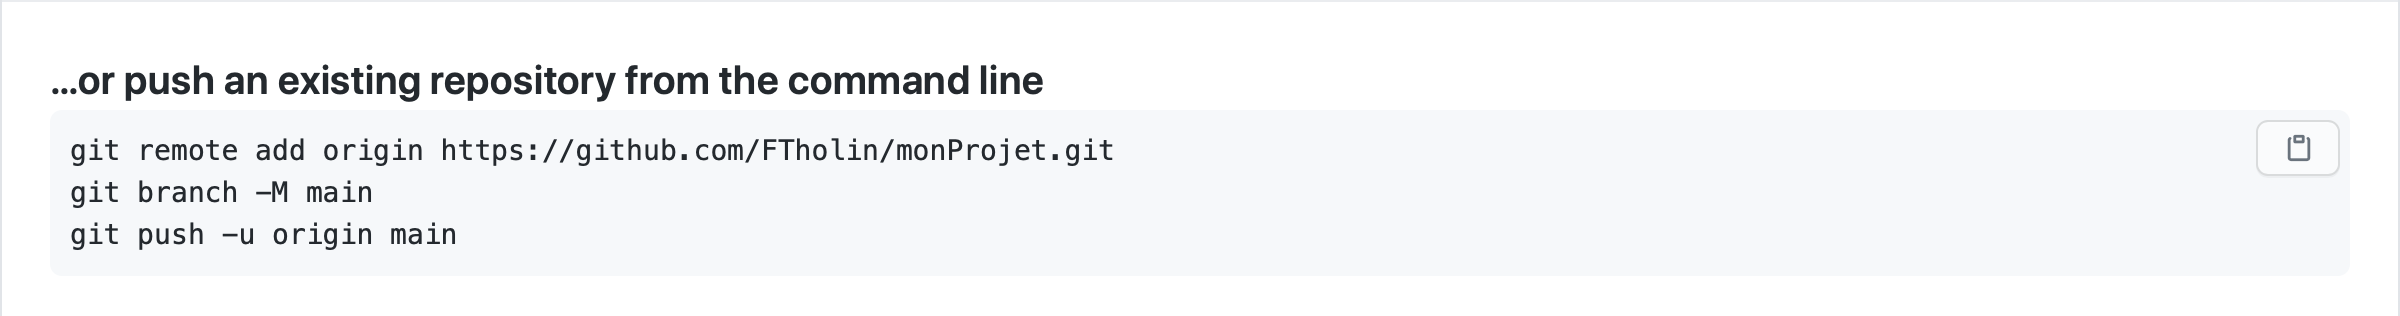 …or push an existing repository from the command line
git remote add origin https://github.com/FTholin/monProjet.git
git branch -M main
git push -u origin main